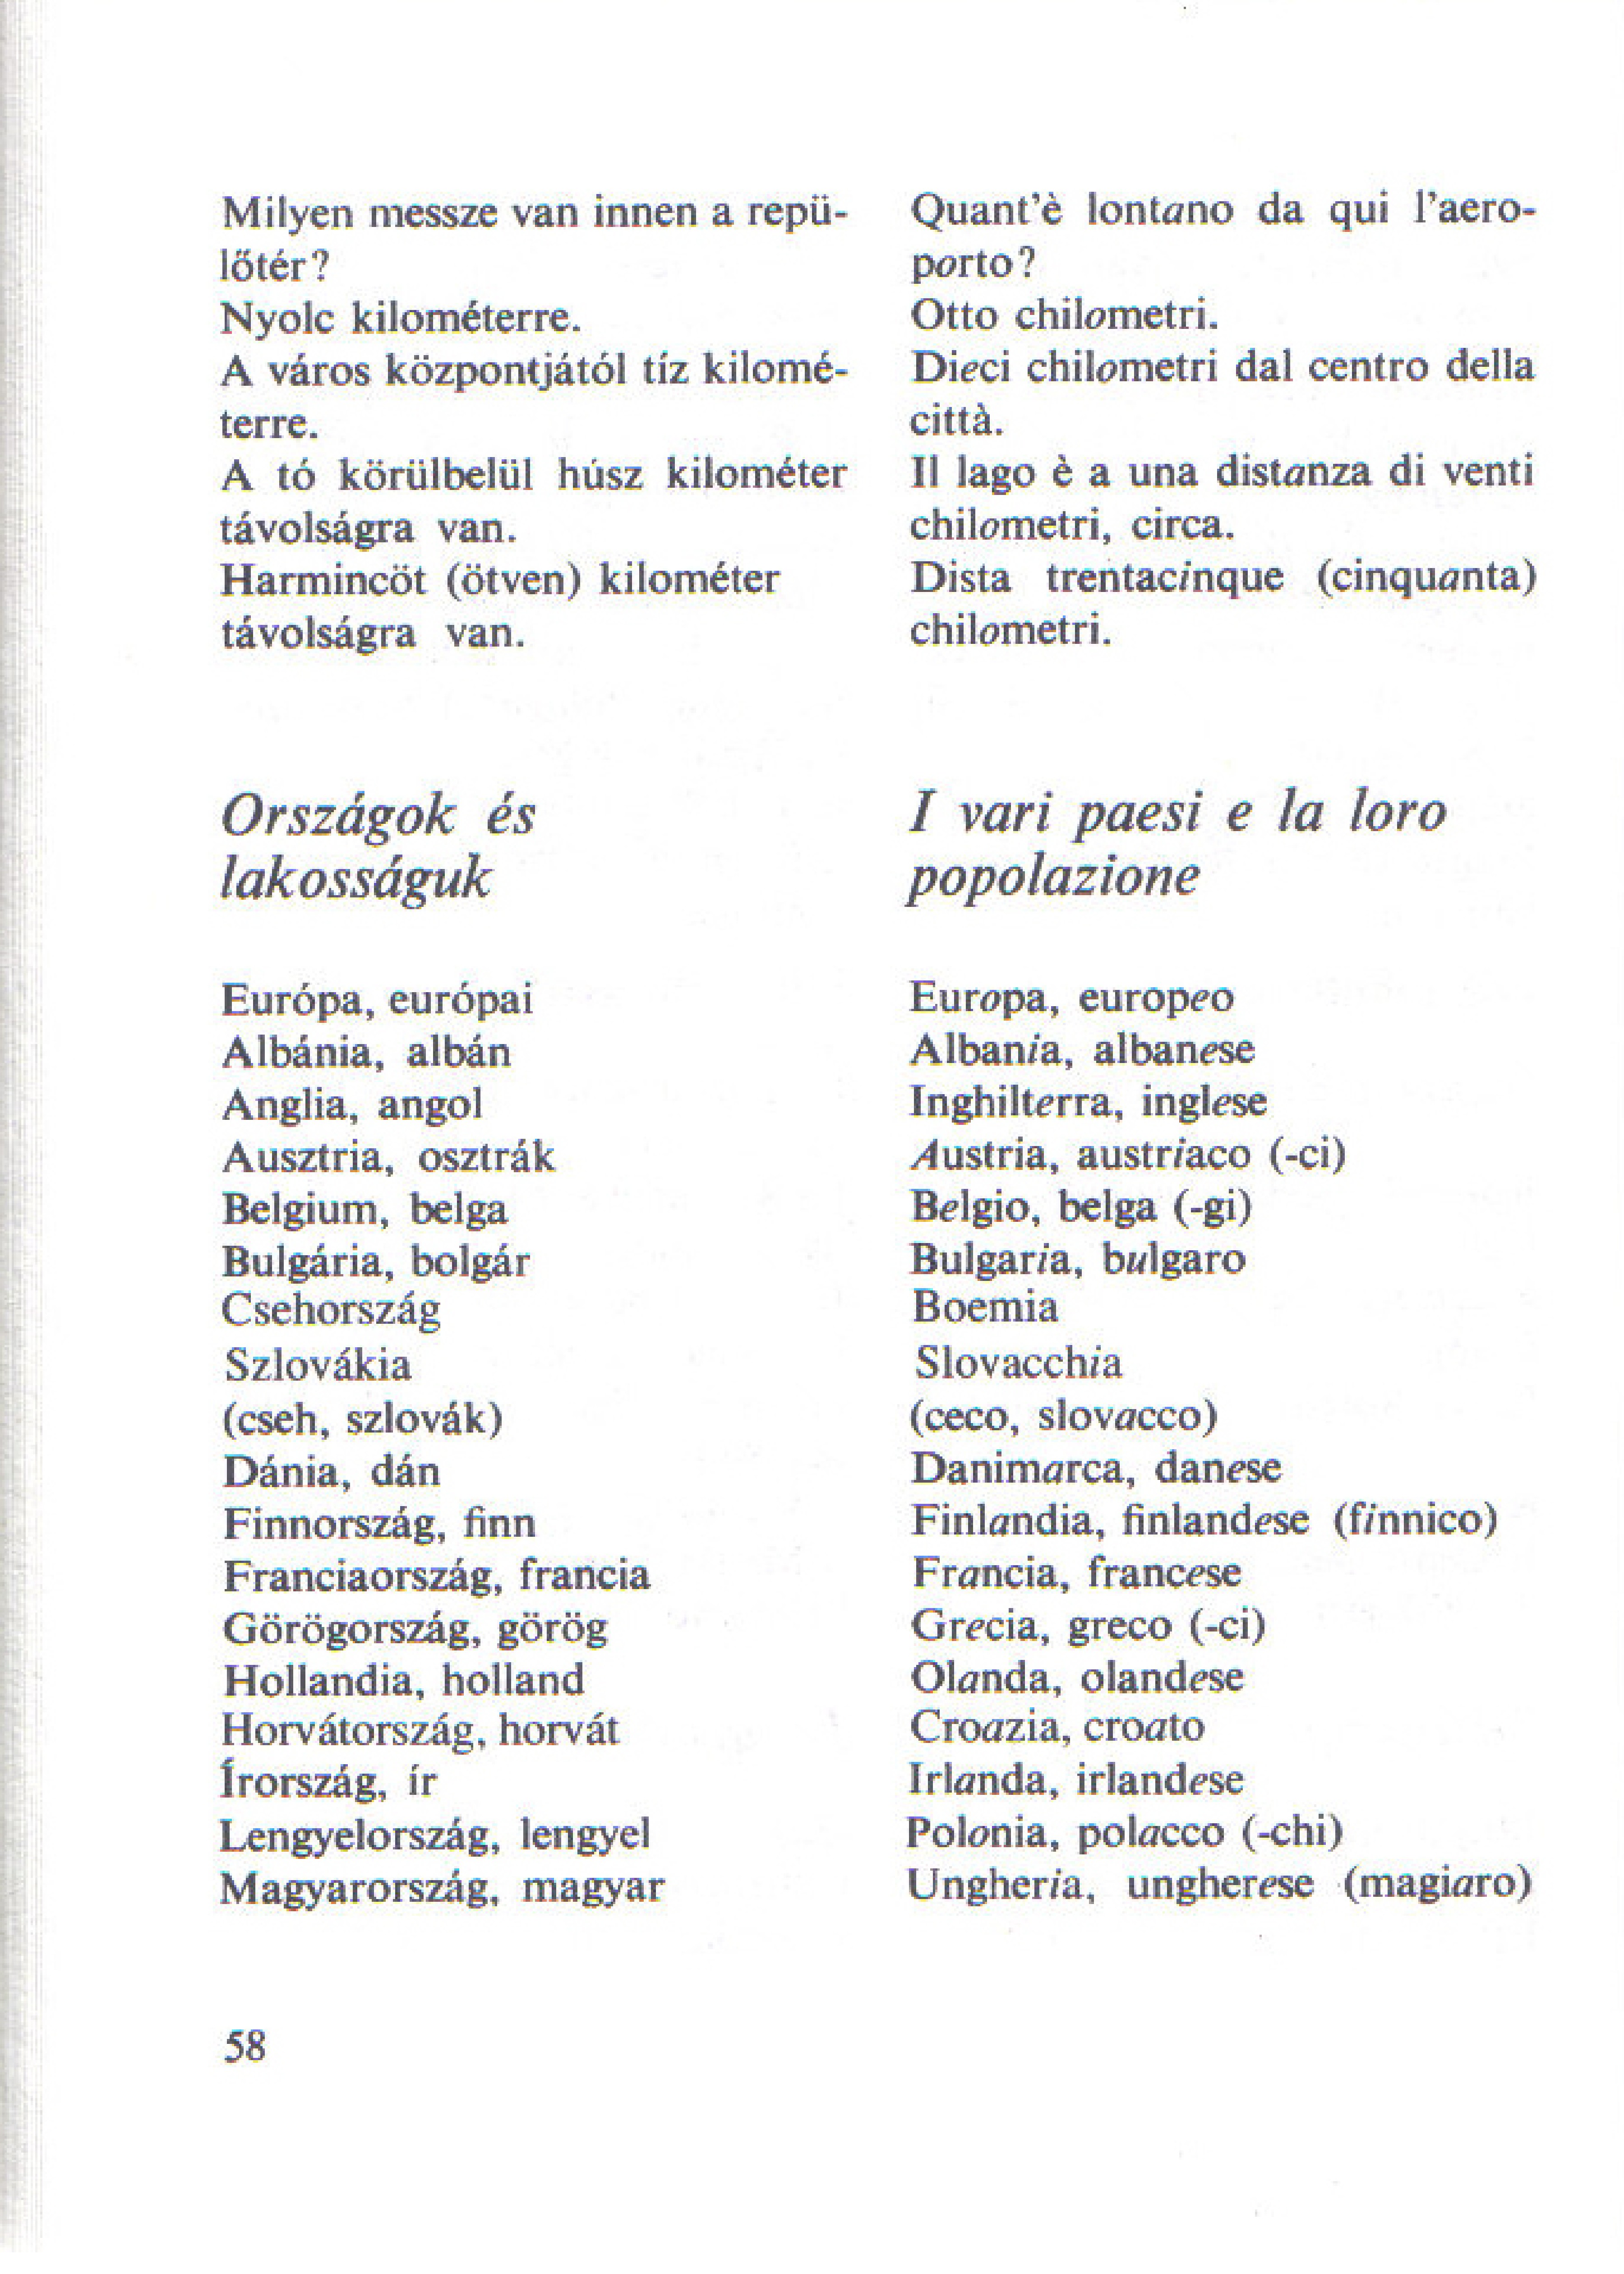 Milyen messze van innen a repü-
lőtér?
Nyolc kilométerre.
A város központjától tíz kilomé-
terre.
A tó körülbelül húsz kilométer
távolságra van.
Harmincöt (ötven) kilométer
távolságra van.
Országok és
lakosságuk
Európa, európai
Albánia, albán
Anglia, angol
Ausztria, osztrák
Belgium, belga
Bulgária, bolgár
Csehország
Szlovákia
(cseh, szlovák)
Dánia, dán
Finnország, finn
Franciaország, francia
Görögország, görög
Hollandia, holland
Horvátország, horvát
Írország, ír
Lengyelország, lengyel
Magyarország, magyar
Quant'è lontano da qui l'aero-
porto?
Otto chilometri.
Dieci chilometri dal centro della
città.
Il lago è a una distanza di venti
chilometri, circa.
Dista trentacinque (cinquanta)
chilometri.
I vari paesi e la loro
popolazione
Europa, europeo
Albania, albanese
Inghilterra, inglese
Austria, austriaco (-ci)
Belgio, belga (-gi)
Bulgaria, bulgaro
Boemia
Slovacchia
(ceco, slovacco)
Danimarca, danese
Finlandia, finlandese (finnico)
Francia, francese
Grecia, greco (-ci)
Olanda, olandese
Croazia, croato
Irlanda, irlandese
Polonia, polacco (-chi)
Ungheria, ungherese (magiaro)
58